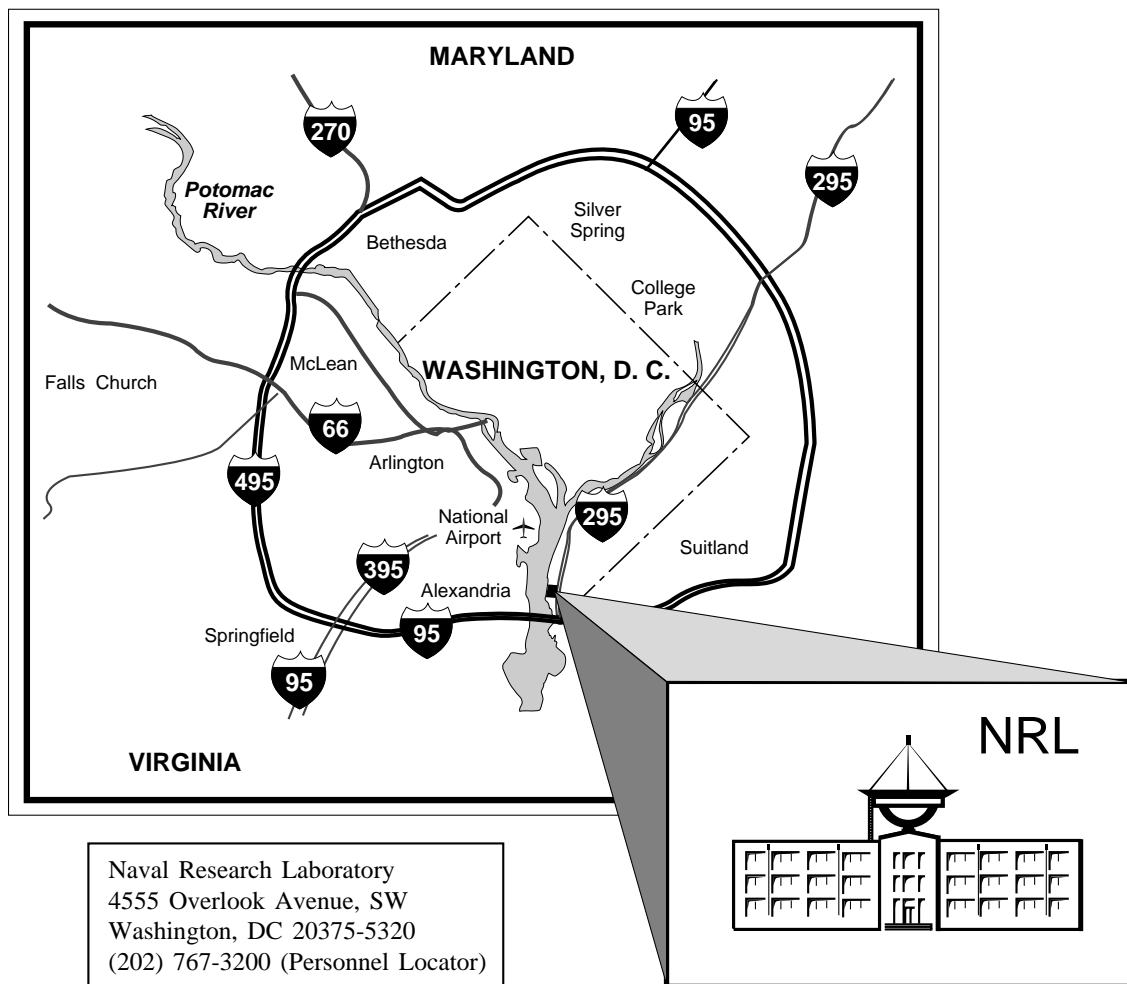 MARYLAND
270
95
295
Potomac
River
Silver
Spring
Bethesda
College
Park
McLean
WASHINGTON, D. C.
Falls Church
66
Arlington
495
National
Airport
295
Suitland
395
Alexandria
Springfield
95
95
NRL
VIRGINIA
Naval Research Laboratory
4555 Overlook Avenue, SW
Washington, DC 20375-5320
(202) 767-3200 (Personnel Locator)